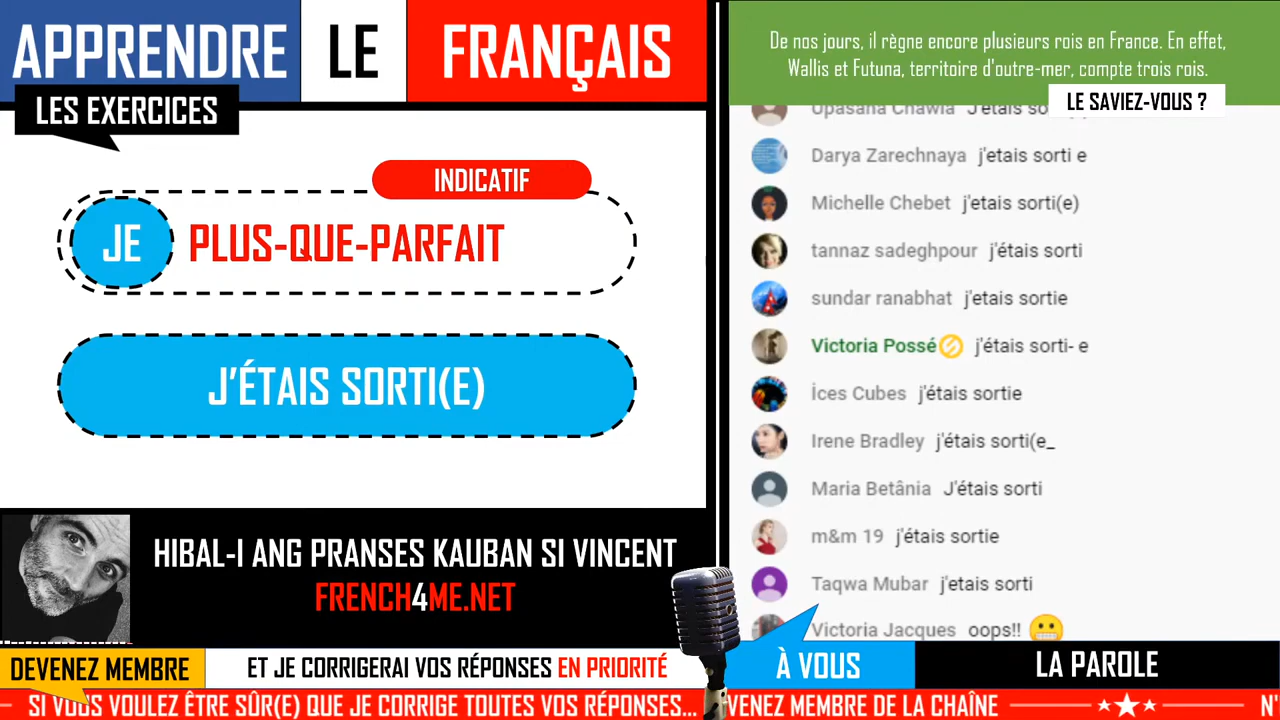 APPRENDRE LE FRANÇAIS
LES EXERCICES
INDICATIF
JE PLUS-QUE-PARFAIT
J'ÉTAIS SORTI(E)
HIBAL-I ANG PRANSES KAUBAN SI VINCENT
FRENCH4ME.NET
DEVENEZ MEMBRE
ET JE CORRIGERAI VOS RÉPONSES EN PRIORITÉ
De nos jours, il règne encore plusieurs rois en France. En effet,
Wallis et Futuna, territoire d'outre-mer, compte trois rois.
LE SAVIEZ-VOUS ?
Upasana Chawla J'étais so
Darya Zarechnaya j'etais sorti e
Michelle Chebet j'etais sorti(e)
tannaz sadeghpour j'étais sorti
sundar ranabhat j'etais sortie
Victoria Possé j'étais sorti- e
İces Cubes j'étais sortie
Irene Bradley j'étais sorti(e_
Maria Betânia J'étais sorti
m&m 19 j'étais sortie
Taqwa Mubar j'etais sorti
Victoria Jacques oops!!
À VOUS LA PAROLE
SI VOUS VOULEZ ÊTRE SÛR(E) QUE JE CORRIGE TOUTES VOS RÉPONSES... VENEZ MEMBRE DE LA CHAÎNE N'